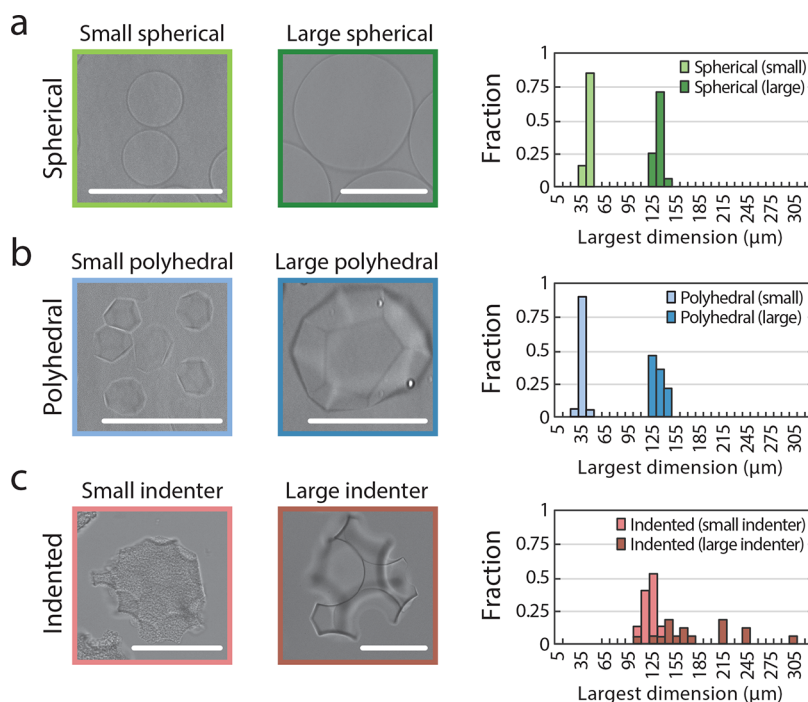 a
Small spherical
Large spherical
Spherical
Fraction
1
0.75
0.5
0.25
0
Spherical (small)
Spherical (large)
5 35 65 95 125 155 185 215 245 275 305
Largest dimension (μm)
b
Small polyhedral
Large polyhedral
Polyhedral
Fraction
1
0.75
0.5
0.25
0
Polyhedral (small)
Polyhedral (large)
5 35 65 95 125 155 185 215 245 275 305
Largest dimension (μm)
c
Small indenter
Large indenter
Indented
Fraction
1
0.75
0.5
0.25
0
Indented (small indenter)
Indented (large indenter)
5 35 65 95 125 155 185 215 245 275 305
Largest dimension (μm)